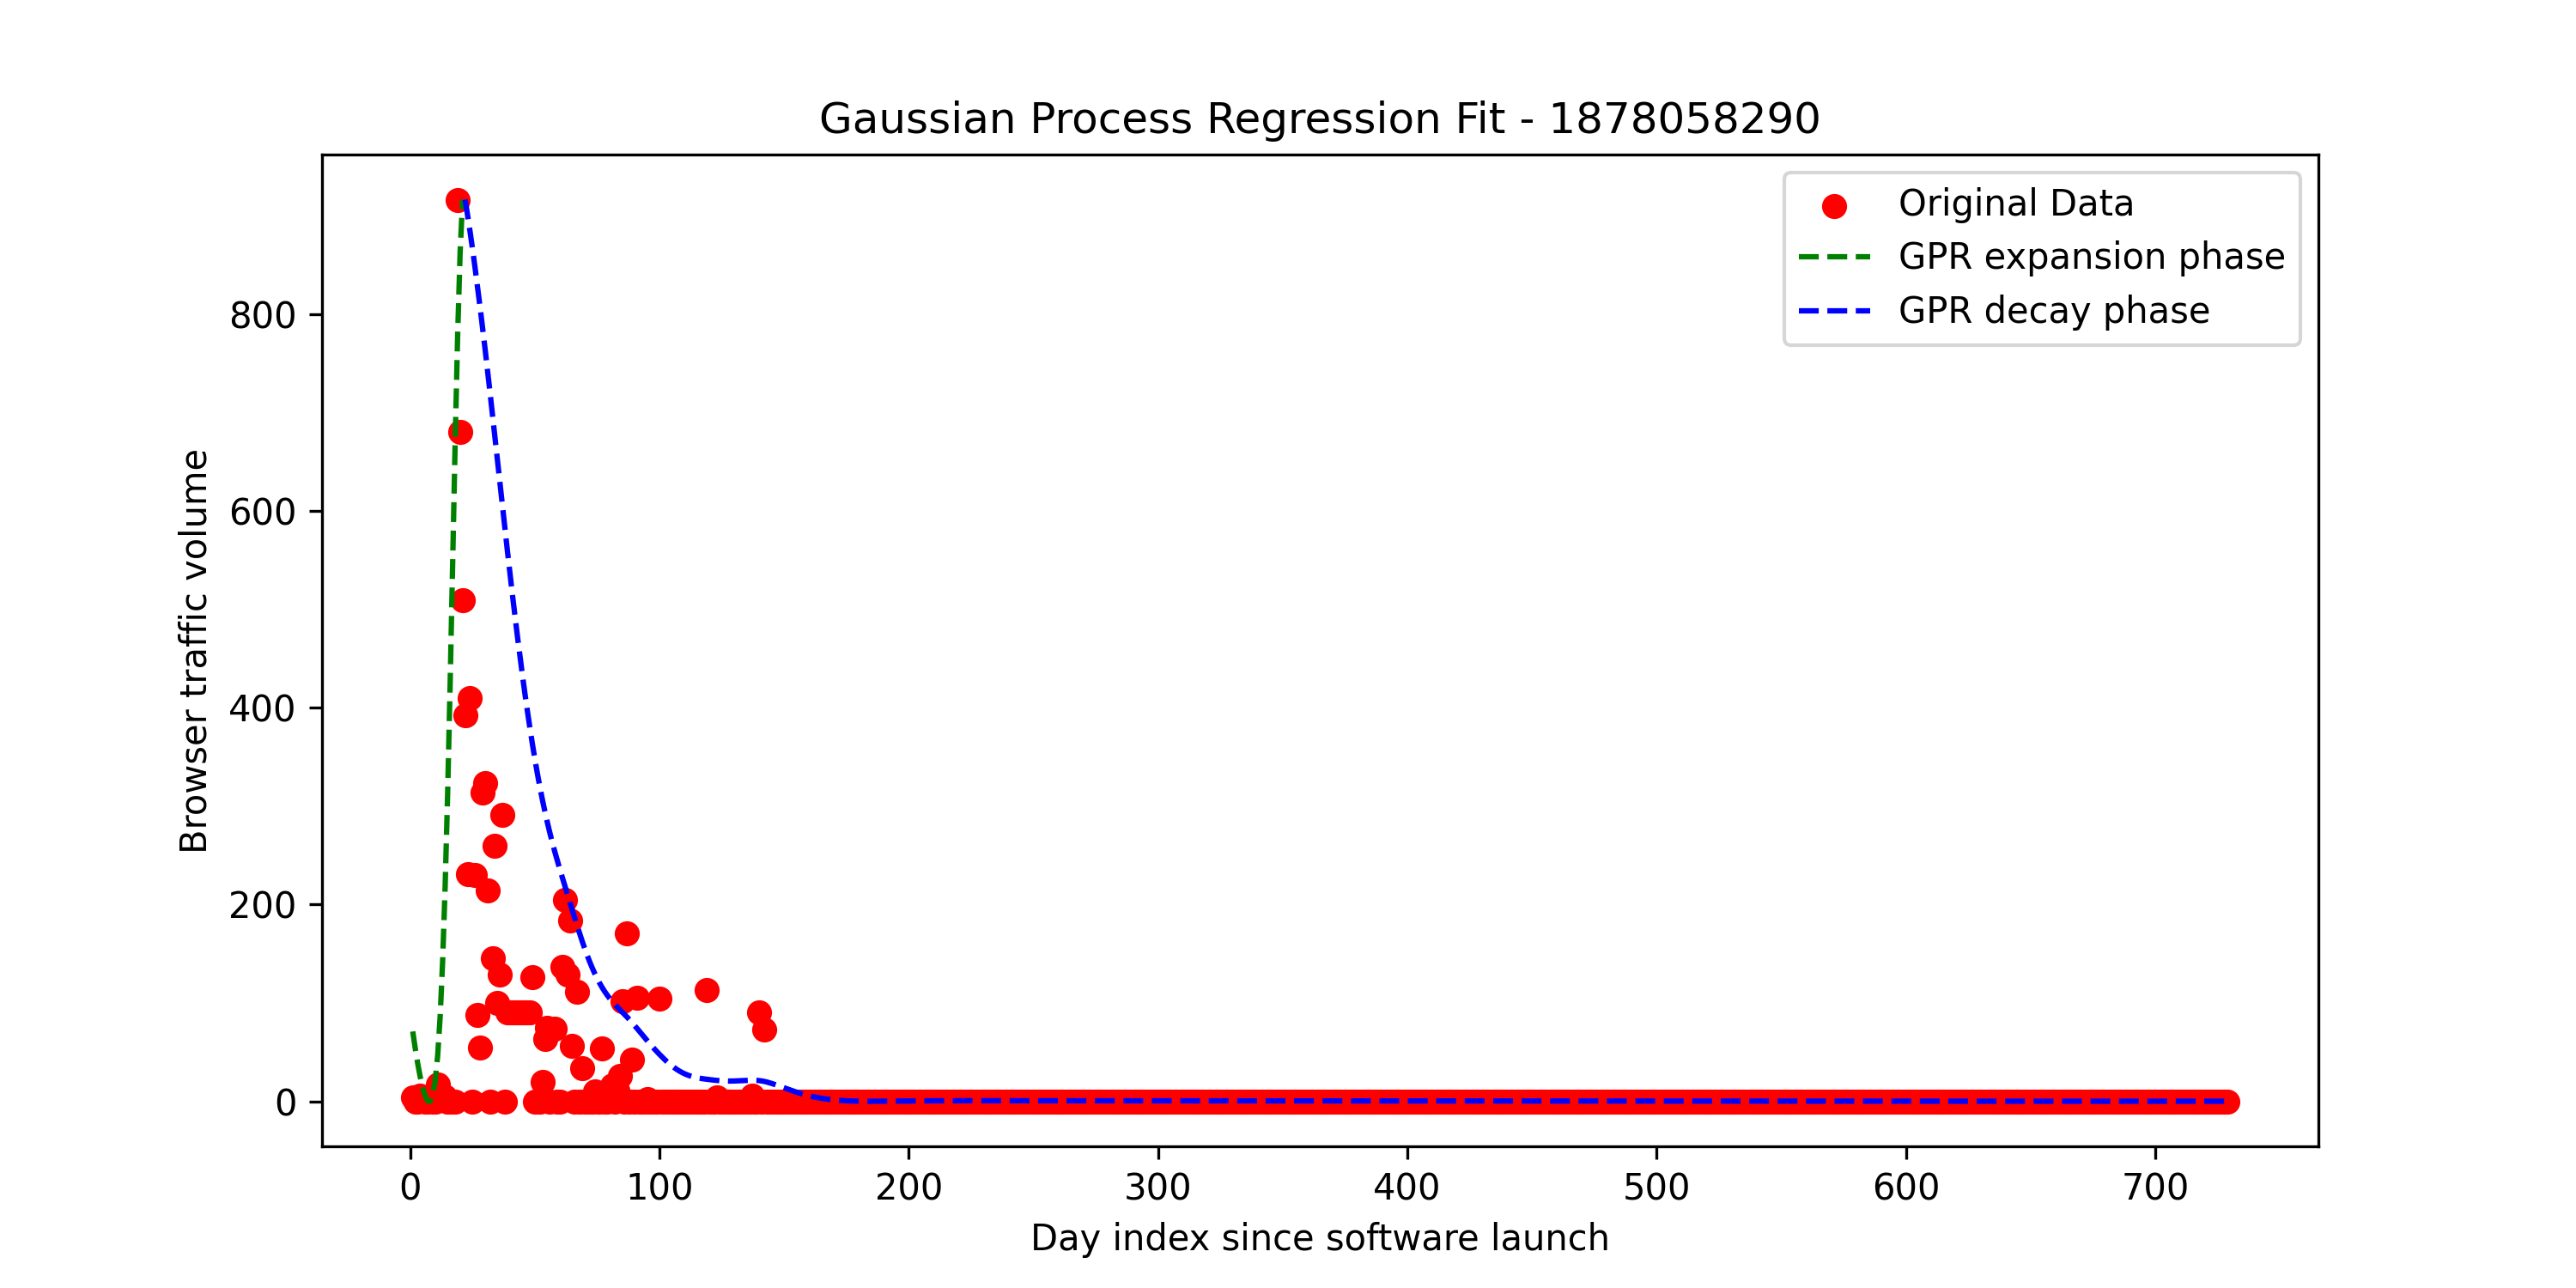 Gaussian Process Regression Fit - 1878058290
Original Data
GPR expansion phase
GPR decay phase
Browser traffic volume
800
600
400
200
0
0 100 200 300 400 500 600 700
Day index since software launch